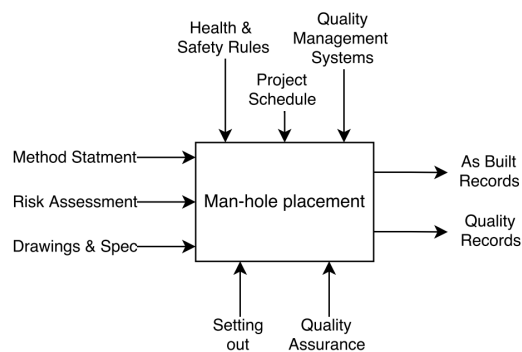 Health &
Safety Rules
Project
Schedule
Quality
Management
Systems
Method Statment
Risk Assessment
Drawings & Spec
Man-hole placement
As Built
Records
Quality
Records
Setting
out
Quality
Assurance